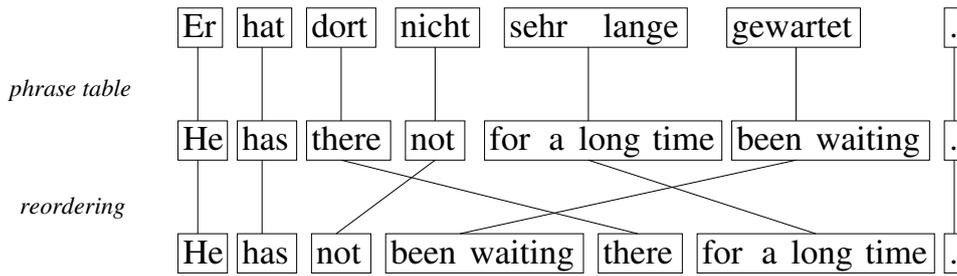 Er hat dort nicht sehr lange gewartet .
phrase table
He has there not for a long time been waiting .
reordering
He has not been waiting there for a long time .